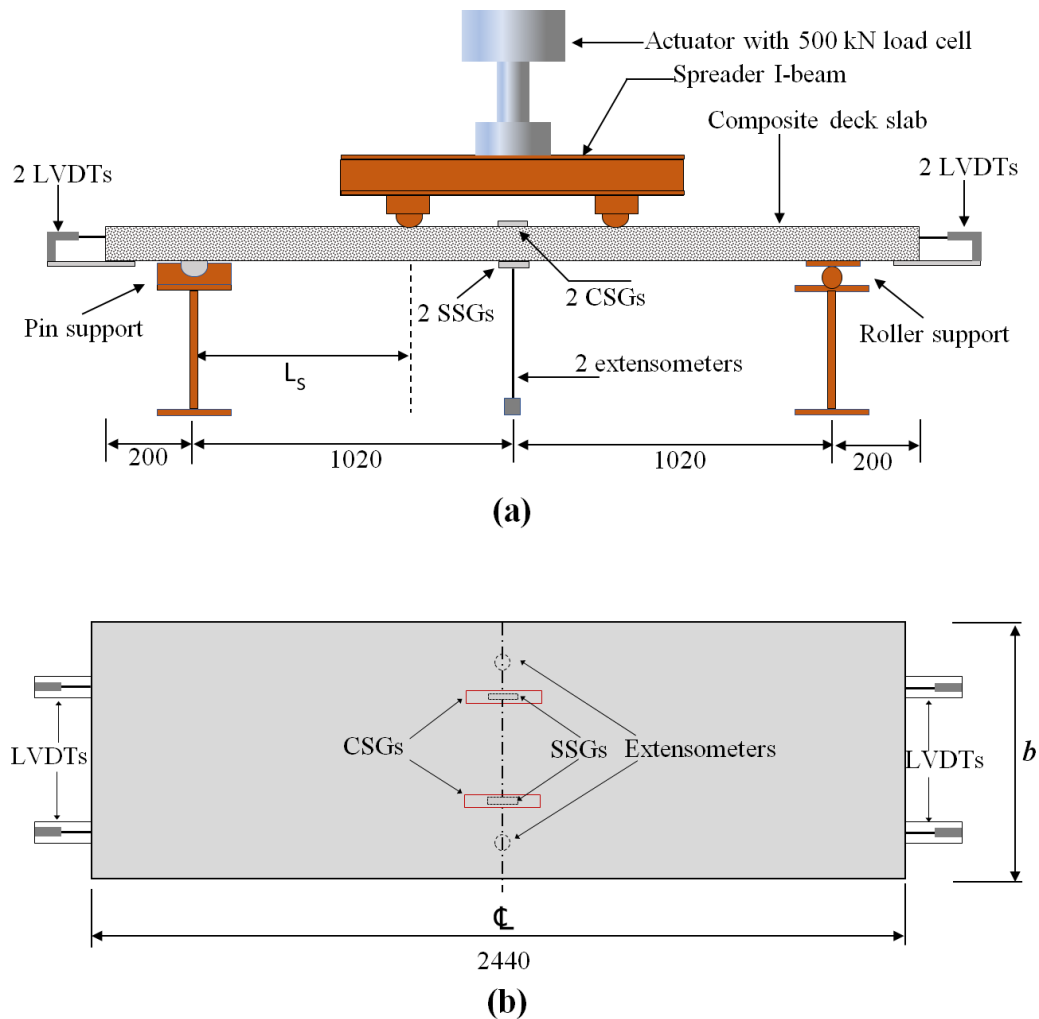 Actuator with 500 kN load cell
Spreader I-beam
Composite deck slab
2 LVDTs
2 LVDTs
2 SSGs
2 CSGs
Pin support
Roller support
2 extensometers
LS
200
1020
1020
200
(a)
CSGs
SSGs
Extensometers
LVDTs
LVDTs
b
℄
2440
(b)